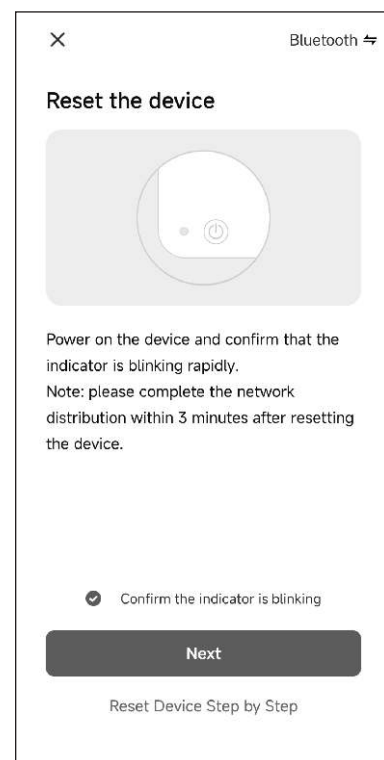 Bluetooth
Reset the device
Power on the device and confirm that the
indicator is blinking rapidly.
Note: please complete the network
distribution within 3 minutes after resetting
the device.
Confirm the indicator is blinking
Next
Reset Device Step by Step